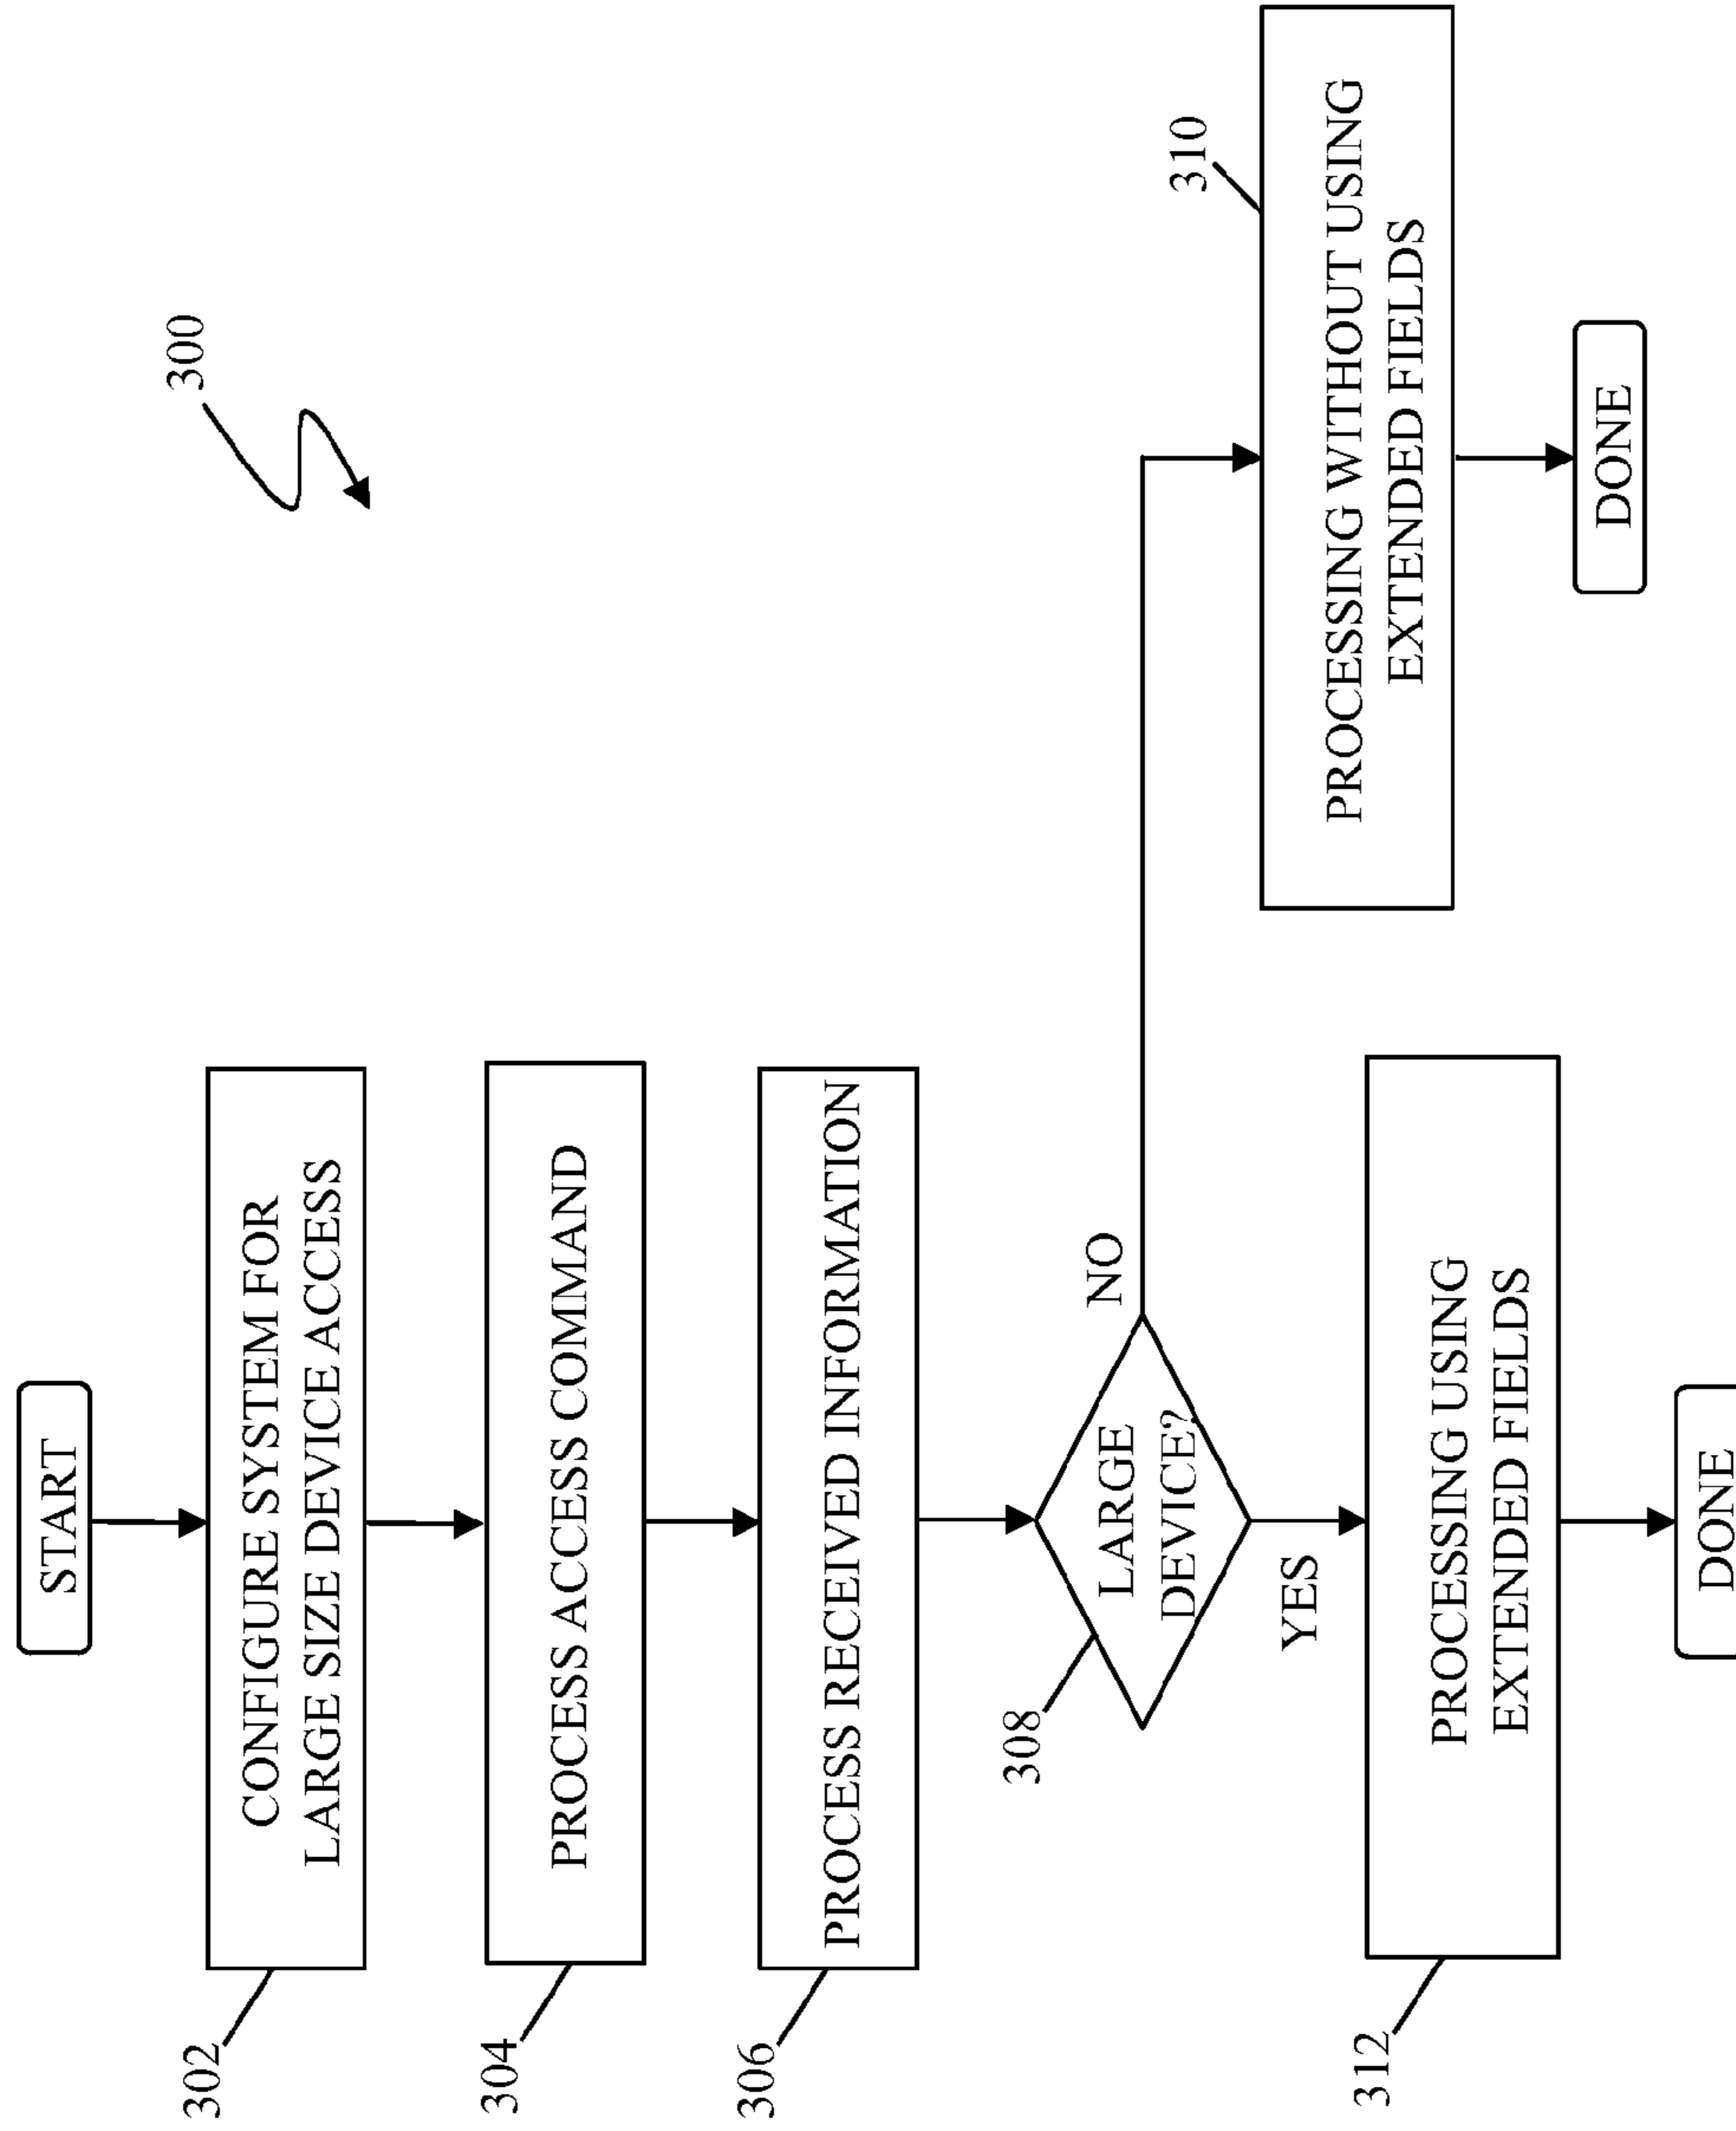 300
START
302
CONFIGURE SYSTEM FOR
LARGE SIZE DEVICE ACCESS
304
PROCESS ACCESS COMMAND
306
PROCESS RECEIVED INFORMATION
308
LARGE
DEVICE?
NO
YES
310
PROCESSING WITHOUT USING
EXTENDED FIELDS
DONE
312
PROCESSING USING
EXTENDED FIELDS
DONE